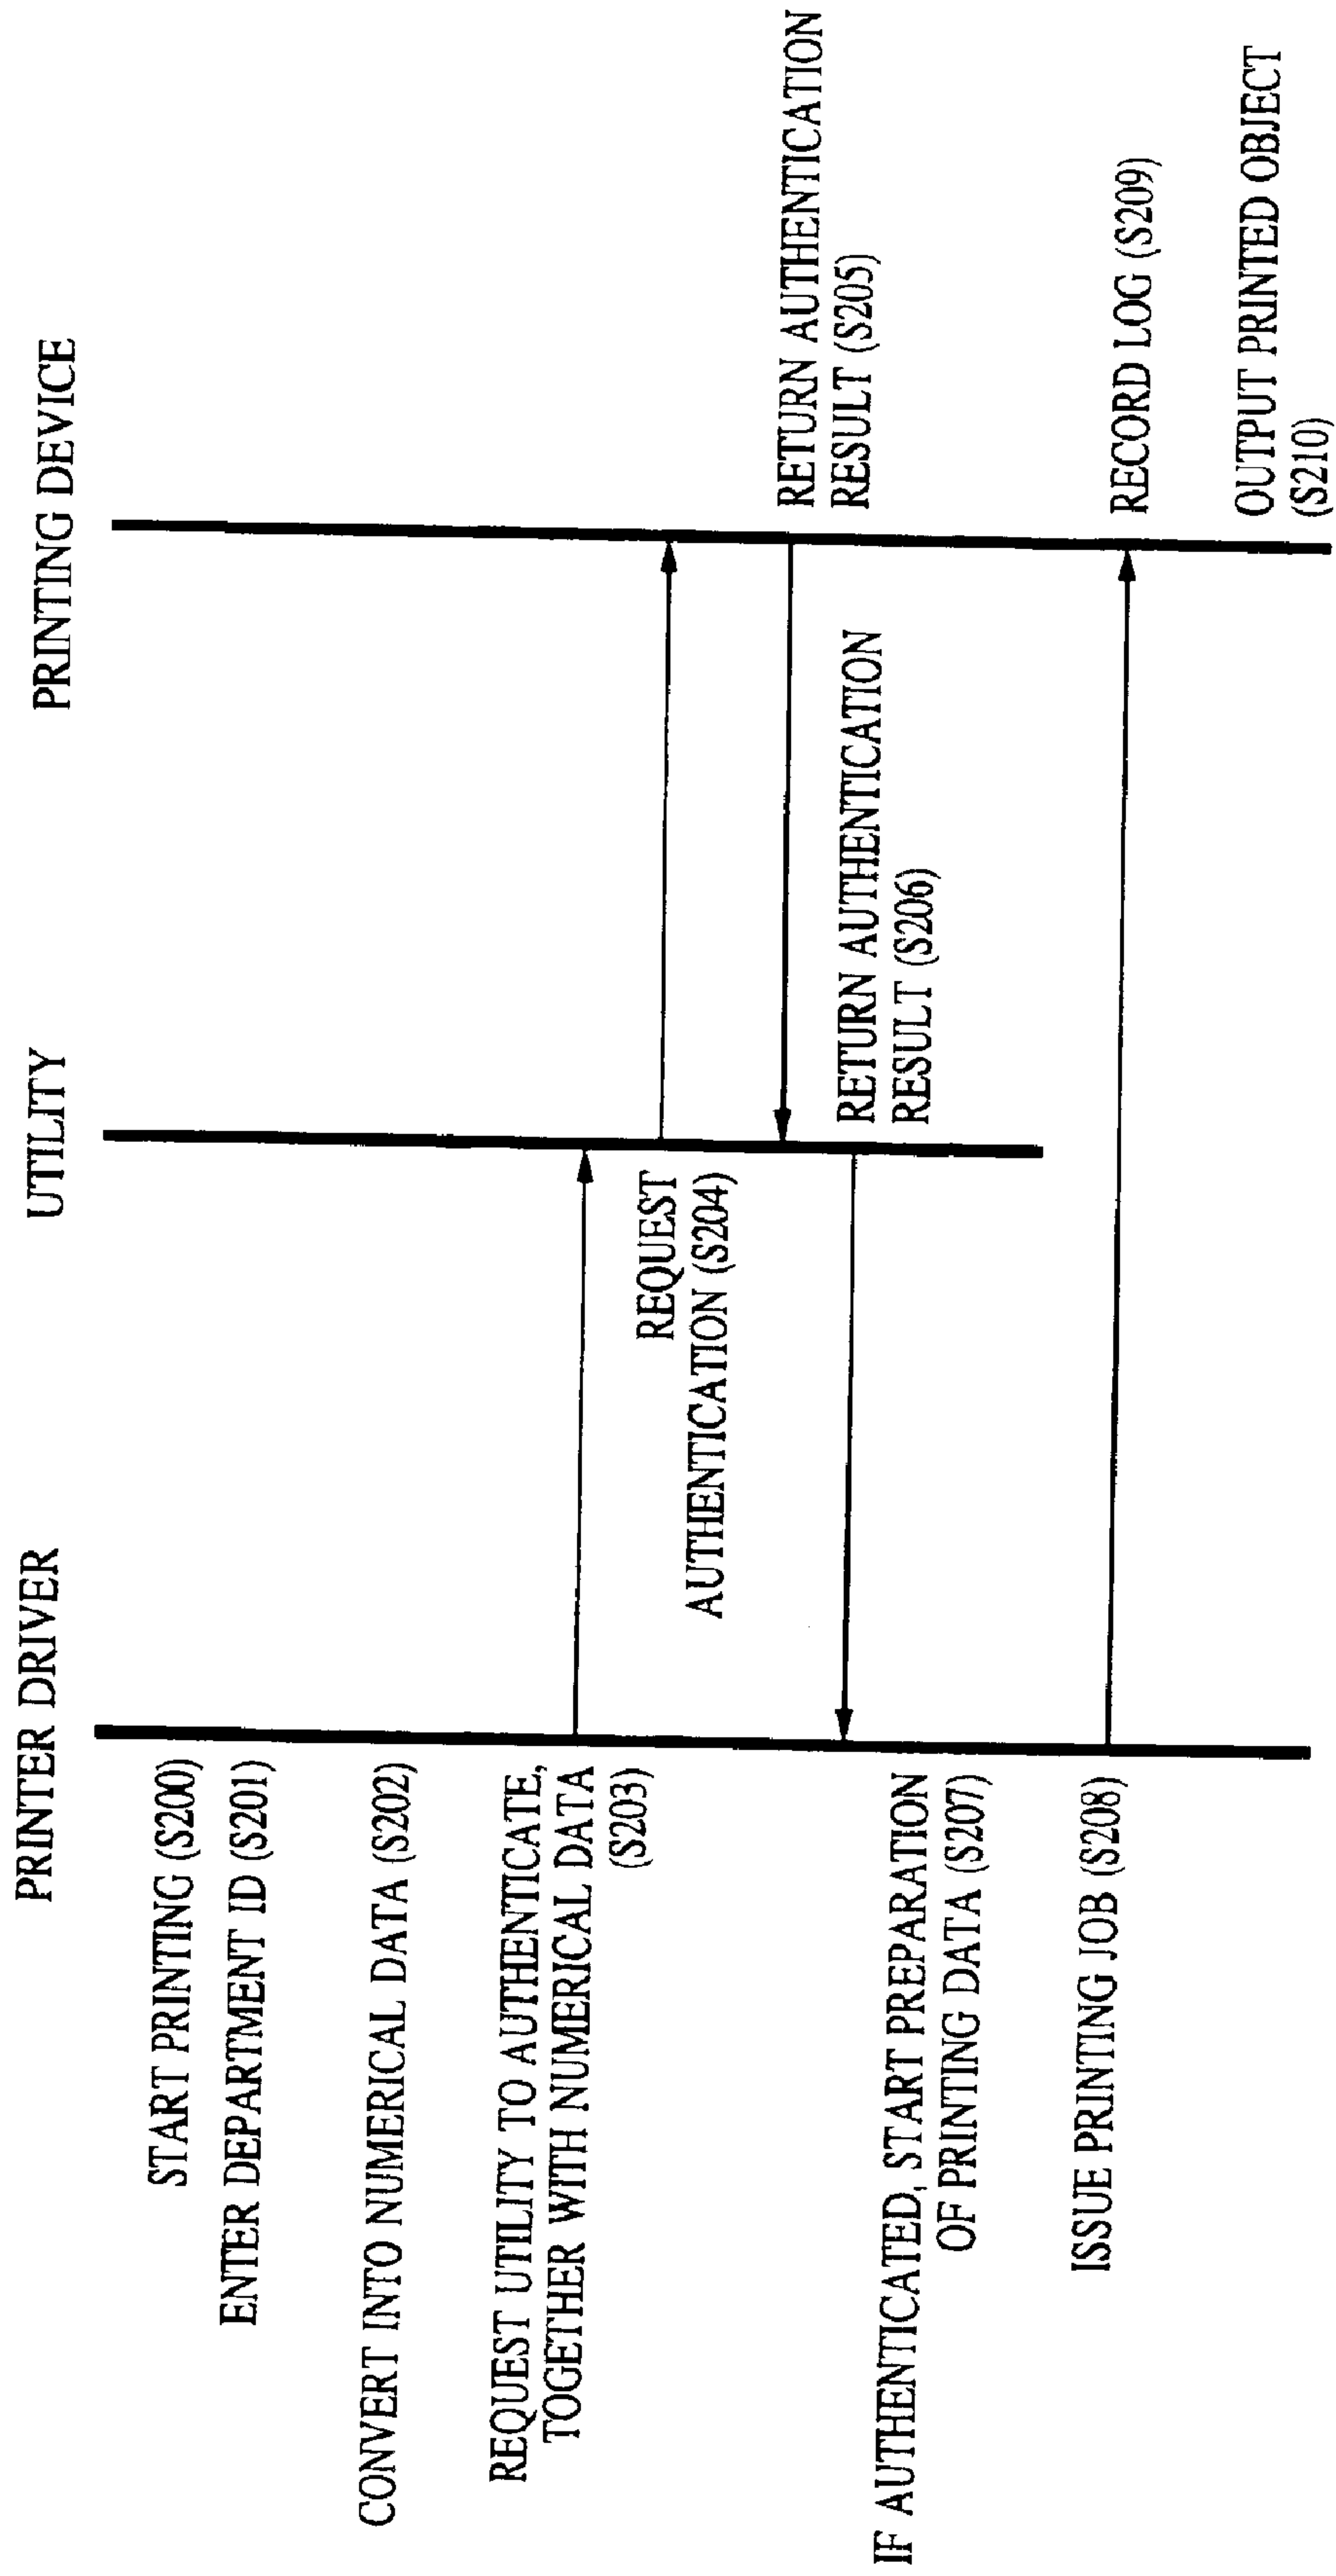 PRINTER DRIVER
UTILITY
PRINTING DEVICE
START PRINTING (S200)
ENTER DEPARTMENT ID (S201)
CONVERT INTO NUMERICAL DATA (S202)
REQUEST UTILITY TO AUTHENTICATE,
TOGETHER WITH NUMERICAL DATA
(S203)
REQUEST
AUTHENTICATION (S204)
RETURN AUTHENTICATION
RESULT (S205)
RETURN AUTHENTICATION
RESULT (S206)
IF AUTHENTICATED, START PREPARATION
OF PRINTING DATA (S207)
ISSUE PRINTING JOB (S208)
RECORD LOG (S209)
OUTPUT PRINTED OBJECT
(S210)